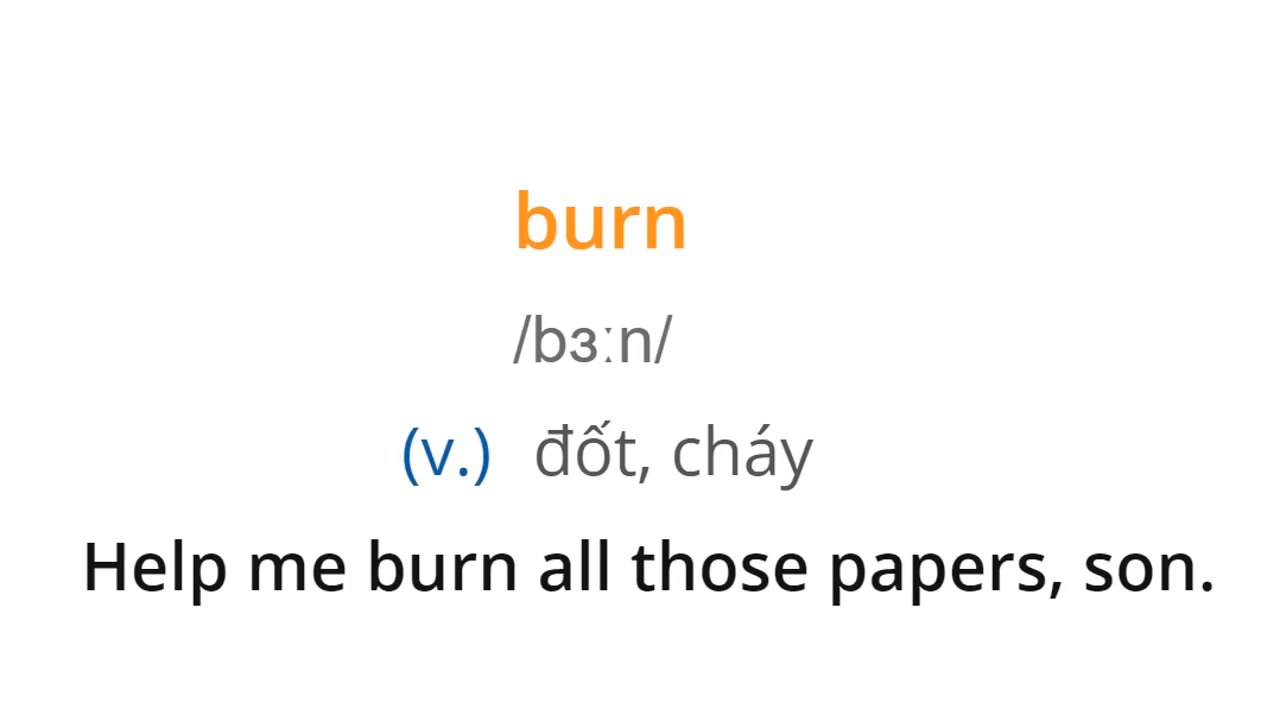 burn
/bɜːn/
(v.) đốt, cháy
Help me burn all those papers, son.